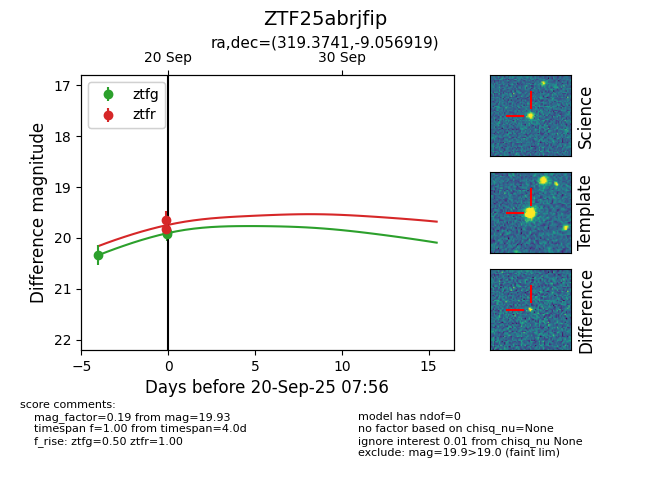 ZTF25abrjfip
ra,dec=(319.3741,-9.056919)
20 Sep
30 Sep
ztfg
ztfr
17
18
19
20
21
22
Difference magnitude
−5
0
5
10
15
Days before 20-Sep-25 07:56
Science
Template
Difference
score comments:
mag_factor=0.19 from mag=19.93
timespan f=1.00 from timespan=4.0d
f_rise: ztfg=0.50 ztfr=1.00
model has ndof=0
no factor based on chisq_nu=None
ignore interest 0.01 from chisq_nu None
exclude: mag=19.9>19.0 (faint lim)